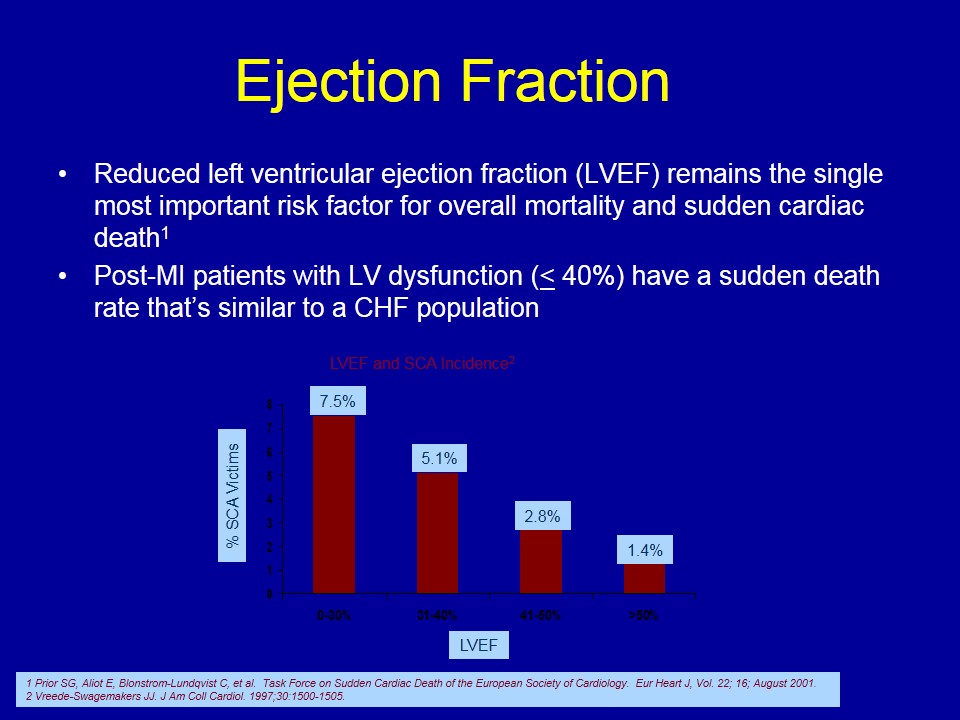 Ejection Fraction
• Reduced left ventricular ejection fraction (LVEF) remains the single
most important risk factor for overall mortality and sudden cardiac
death1
• Post-MI patients with LV dysfunction (< 40%) have a sudden death
rate that's similar to a CHF population
LVEF and SCA Incidence2
% SCA Victims
8
7
6
5
4
3
2
1
0
7.5%
5.1%
2.8%
1.4%
0-30%
31-40%
41-50%
>50%
LVEF
1 Prior SG, Aliot E, Blonstrom-Lundqvist C, et al. Task Force on Sudden Cardiac Death of the European Society of Cardiology. Eur Heart J, Vol. 22; 16; August 2001.
2 Vreede-Swagemakers JJ. J Am Coll Cardiol. 1997;30:1500-1505.